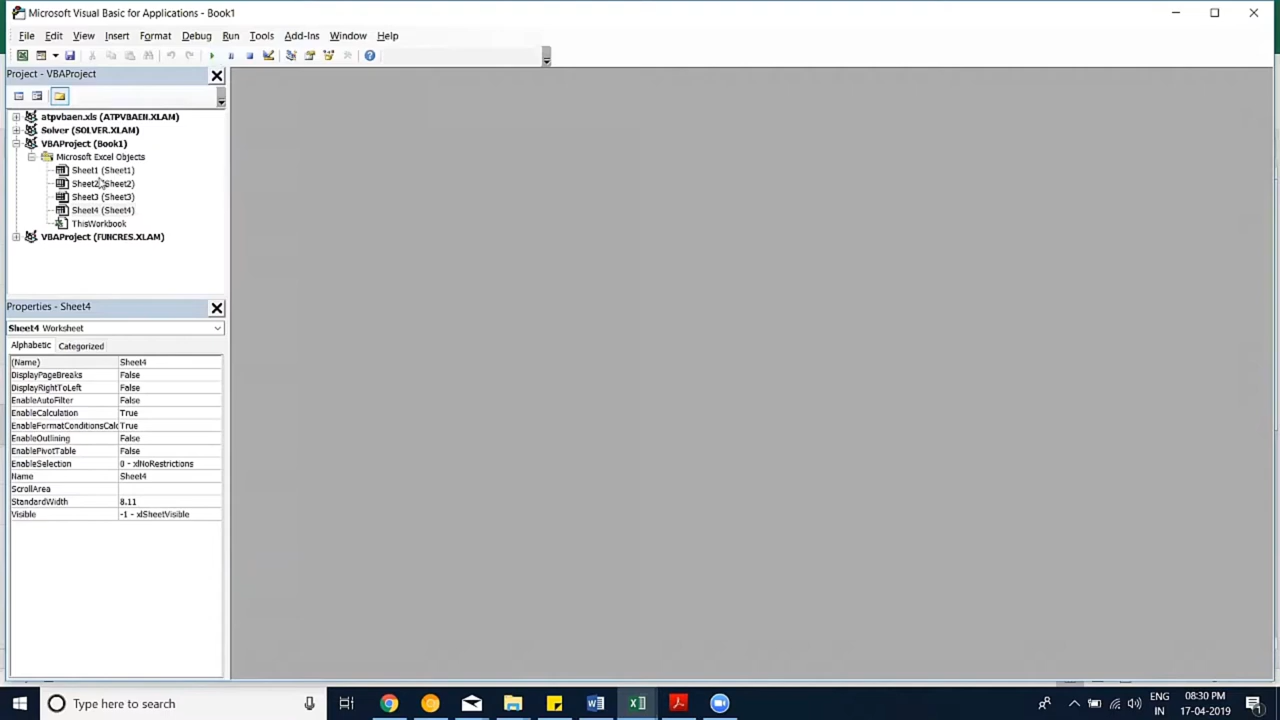 Microsoft Visual Basic for Applications - Book1
File Edit View Insert Format Debug Run Tools Add-Ins Window Help
Project - VBAProject
atpvbaen.xls (ATPVBAEN.XLAM)
Solver (SOLVER.XLAM)
VBAProject (Book1)
Microsoft Excel Objects
Sheet1 (Sheet1)
Sheet2 (Sheet2)
Sheet3 (Sheet3)
Sheet4 (Sheet4)
ThisWorkbook
VBAProject (FUNCRES.XLAM)
Properties - Sheet4
Sheet4 Worksheet
Alphabetic Categorized
(Name) Sheet4
DisplayPageBreaks False
DisplayRightToLeft False
EnableAutoFilter False
EnableCalculation True
EnableFormatConditionsCalc True
EnableOutlining False
EnablePivotTable False
EnableSelection 0 - xlNoRestrictions
Name Sheet4
ScrollArea
StandardWidth 8.11
Visible -1 - xlSheetVisible
Type here to search
ENG 08:30 PM
IN 17-04-2019